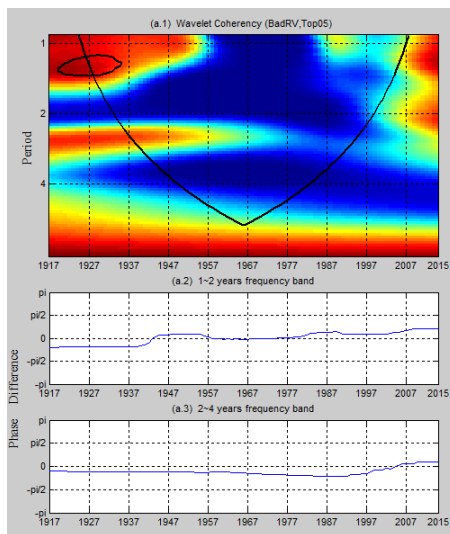 (a.1) Wavelet Coherency (BadRV,Top05)
1
2
4
Period
1917 1927 1937 1947 1957 1967 1977 1987 1997 2007 2015
(a.2) 1~2 years frequency band
pi
pi/2
0
-pi/2
-pi
1917 1927 1937 1947 1957 1967 1977 1987 1997 2007 2015
Phase Difference
(a.3) 2~4 years frequency band
pi
pi/2
0
-pi/2
-pi
1917 1927 1937 1947 1957 1967 1977 1987 1997 2007 2015